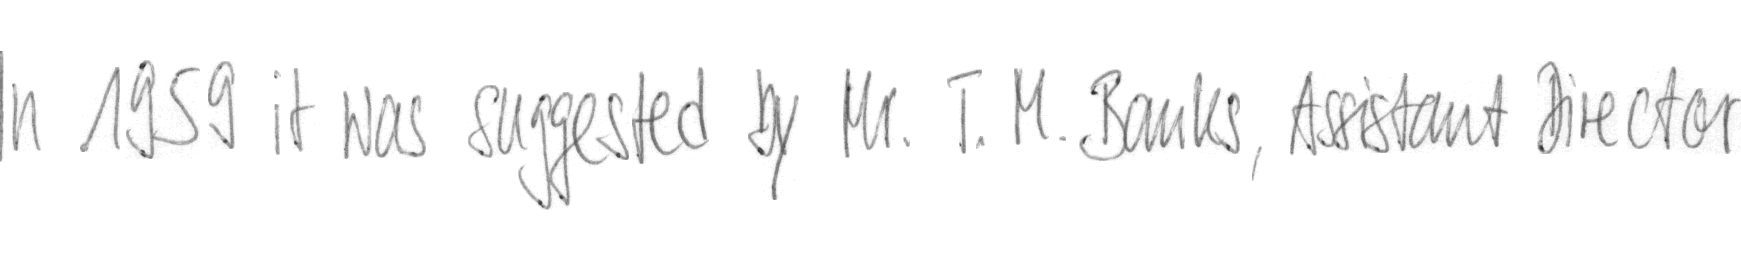 In 1959 it was suggested by Mr. T. M. Banks, Assistant Director